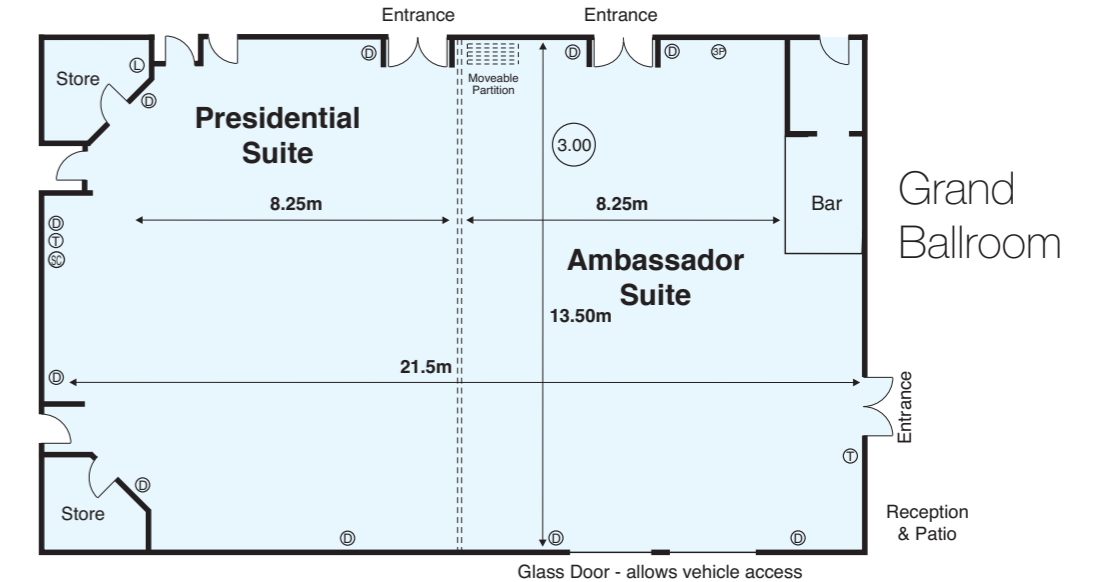 Entrance
Entrance
D
D
D
3P
Store
L
D
Moveable
Partition
Presidential
Suite
3.00
8.25m
8.25m
Bar
Grand
Ballroom
D
T
SC
Ambassador
Suite
13.50m
21.5m
D
Entrance
T
D
Store
Reception
& Patio
D
D
D
Glass Door - allows vehicle access